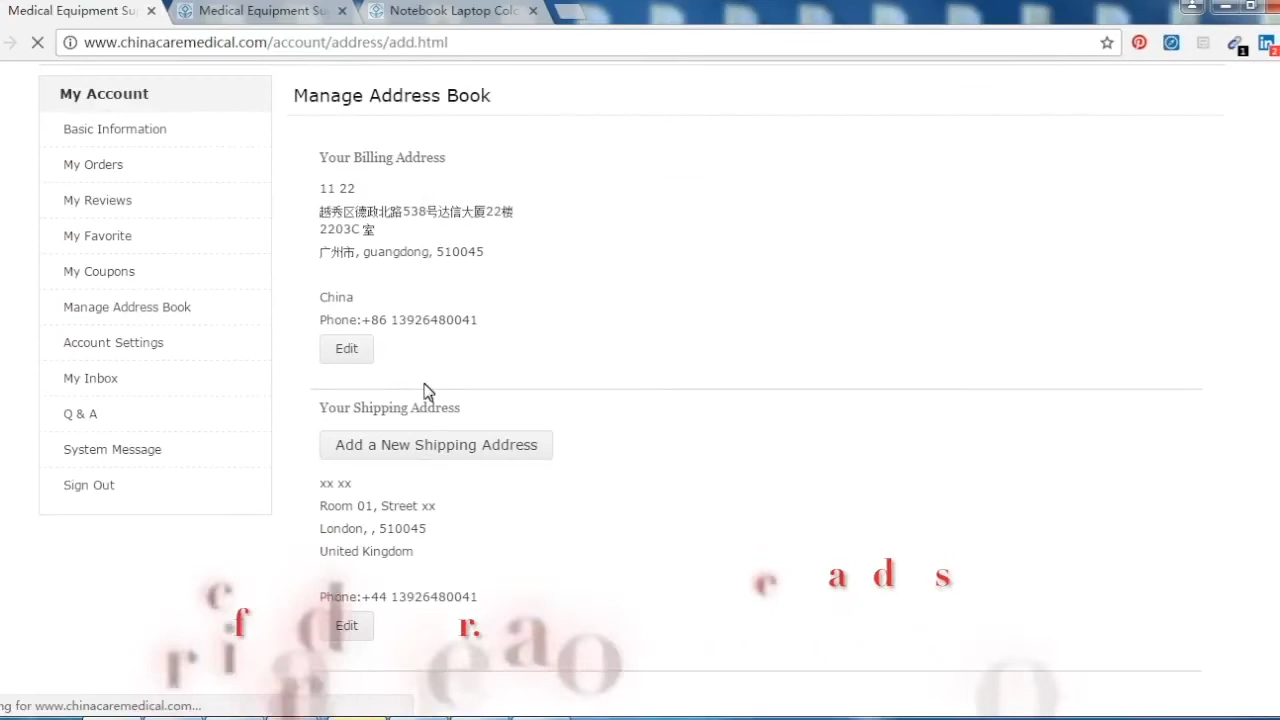 Medical Equipment Su
Medical Equipment Su
Notebook Laptop Colo
www.chinacaremedical.com/account/address/add.html
1
2
My Account
Basic Information
My Orders
My Reviews
My Favorite
My Coupons
Manage Address Book
Account Settings
My Inbox
Q & A
System Message
Sign Out
Manage Address Book
Your Billing Address
11 22
越秀区德政北路538号达信大厦22楼
2203C 室
广州市, guangdong, 510045
China
Phone:+86 13926480041
Edit
Your Shipping Address
Add a New Shipping Address
xx xx
Room 01, Street xx
London, , 510045
United Kingdom
Phone:+44 13926480041
Edit
ng for www.chinacaremedical.com...